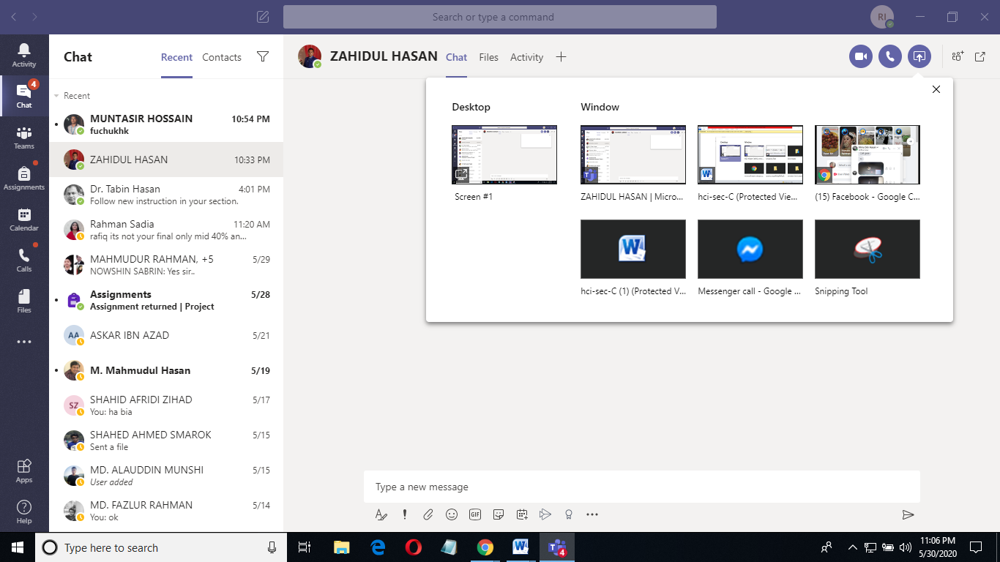 Search or type a command
RI
Activity
4
Chat
Teams
Assignments
Calendar
Calls
Files
Apps
Help
Chat
Recent
Contacts
Recent
MUNTASIR HOSSAIN 10:54 PM
fuchukhk
ZAHIDUL HASAN 10:33 PM
Dr. Tabin Hasan 4:01 PM
Follow new instruction in your section.
Rahman Sadia 11:20 AM
rafiq its not your final only mid 40% an...
MAHMUDUR RAHMAN, +5 5/29
NOWSHIN SABRIN: Yes sir..
Assignments 5/28
Assignment returned | Project
AA ASKAR IBN AZAD 5/21
M. Mahmudul Hasan 5/19
SZ SHAHID AFRIDI ZIHAD 5/17
You: ha bia
SHAHED AHMED SMAROK 5/15
Sent a file
MD. ALAUDDIN MUNSHI 5/15
User added
MD. FAZLUR RAHMAN 5/14
You: ok
ZAHIDUL HASAN Chat Files Activity
Desktop Window
Screen #1 ZAHIDUL HASAN | Micro... hci-sec-C (Protected Vie... (15) Facebook - Google C...
hci-sec-C (1) (Protected V... Messenger call - Google ... Snipping Tool
Type a new message
GIF
Type here to search
4
11:06 PM
5/30/2020